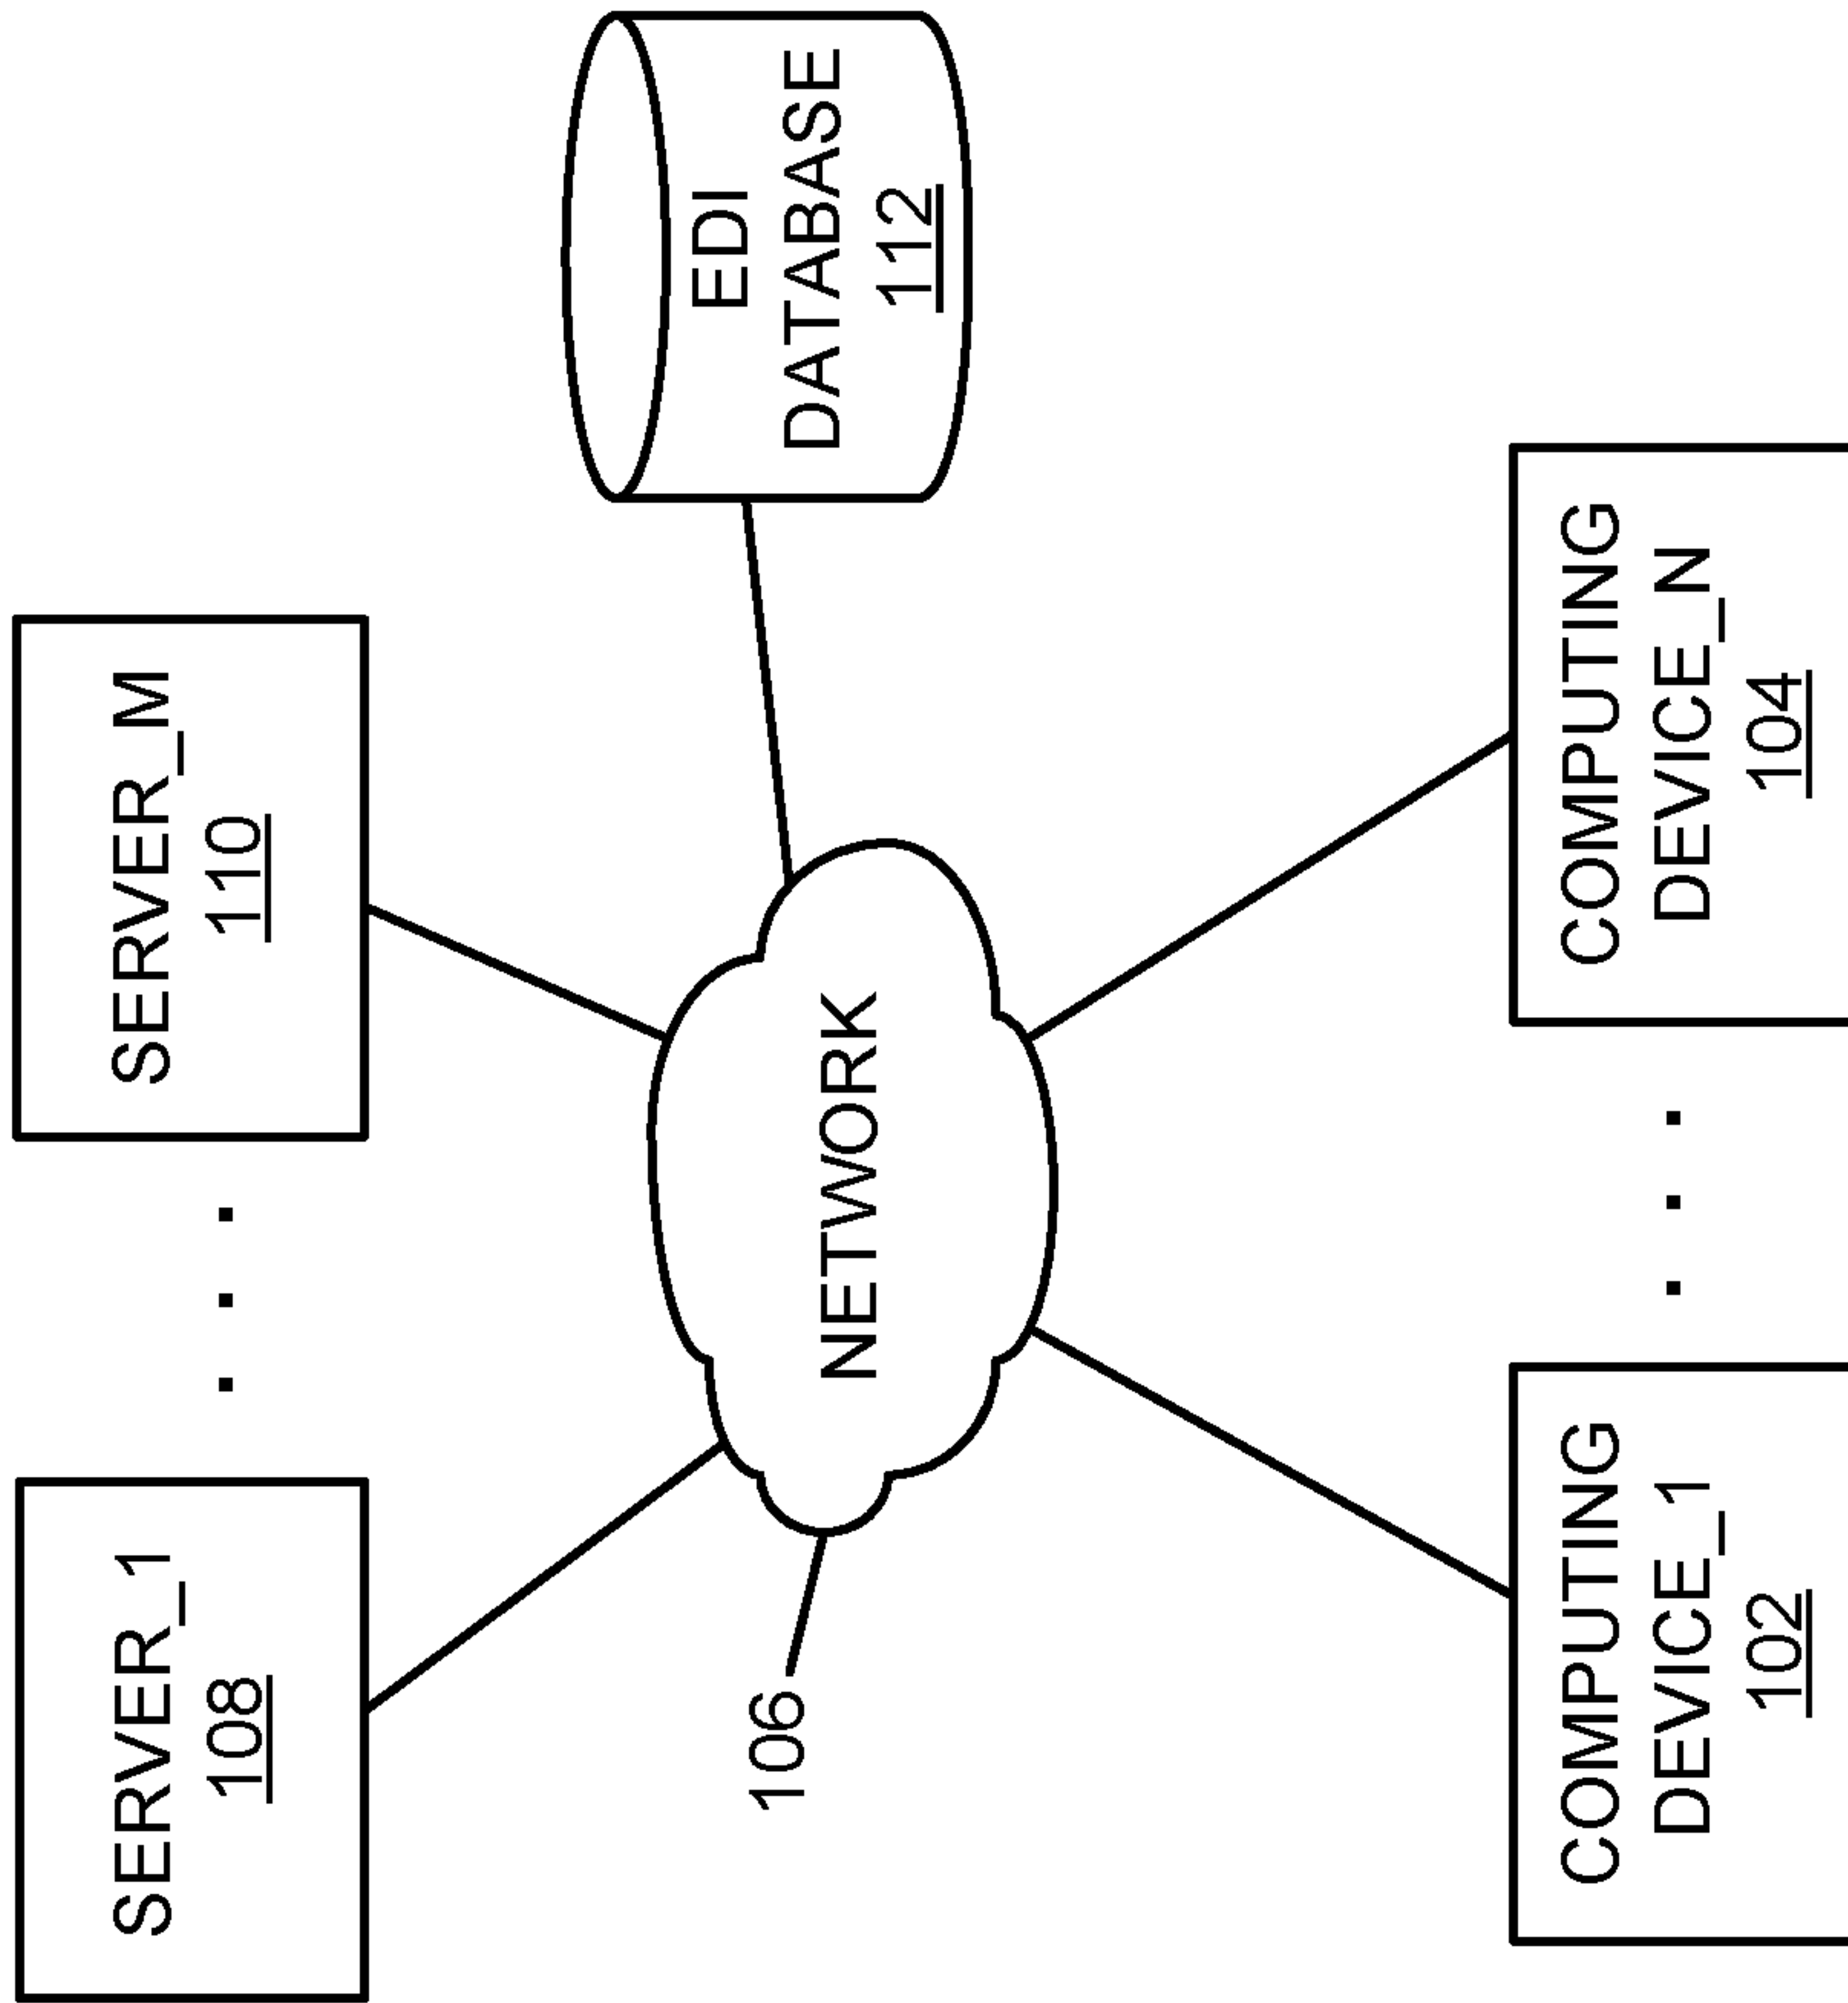 SERVER_1
108
SERVER_M
110
EDI
DATABASE
112
NETWORK
106
COMPUTING
DEVICE_1
102
COMPUTING
DEVICE_N
104